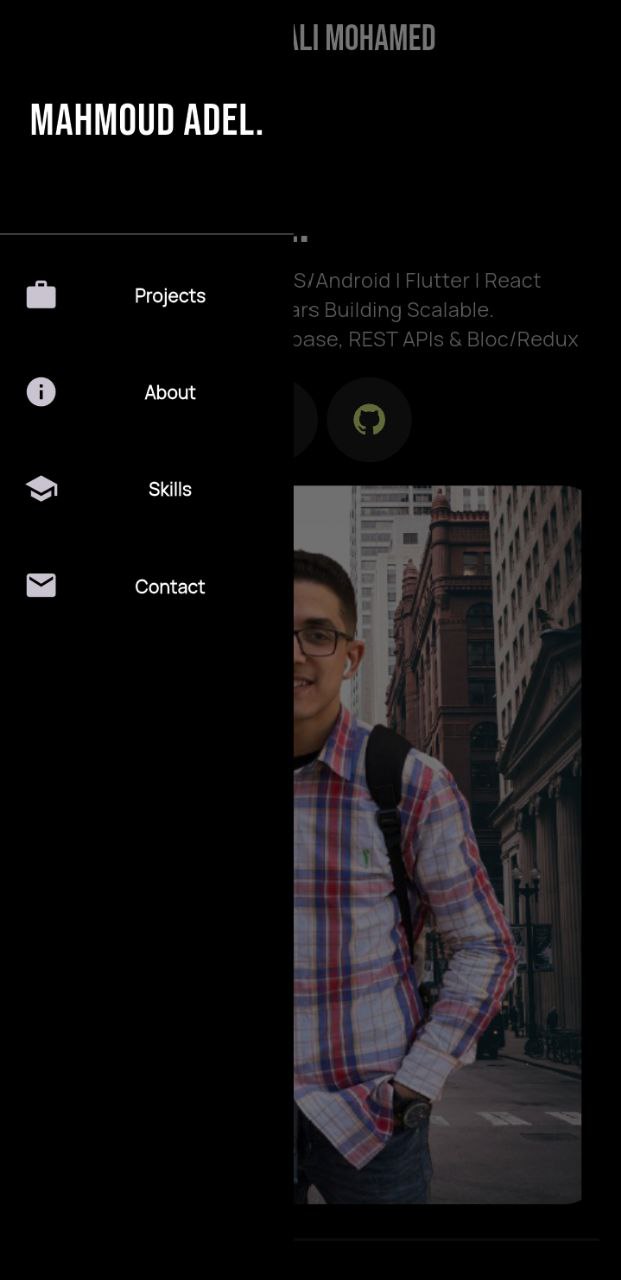 ALI MOHAMED
MAHMOUD ADEL.
S/Android | Flutter | React
ars Building Scalable.
base, REST APIs & Bloc/Redux
Projects
About
Skills
Contact